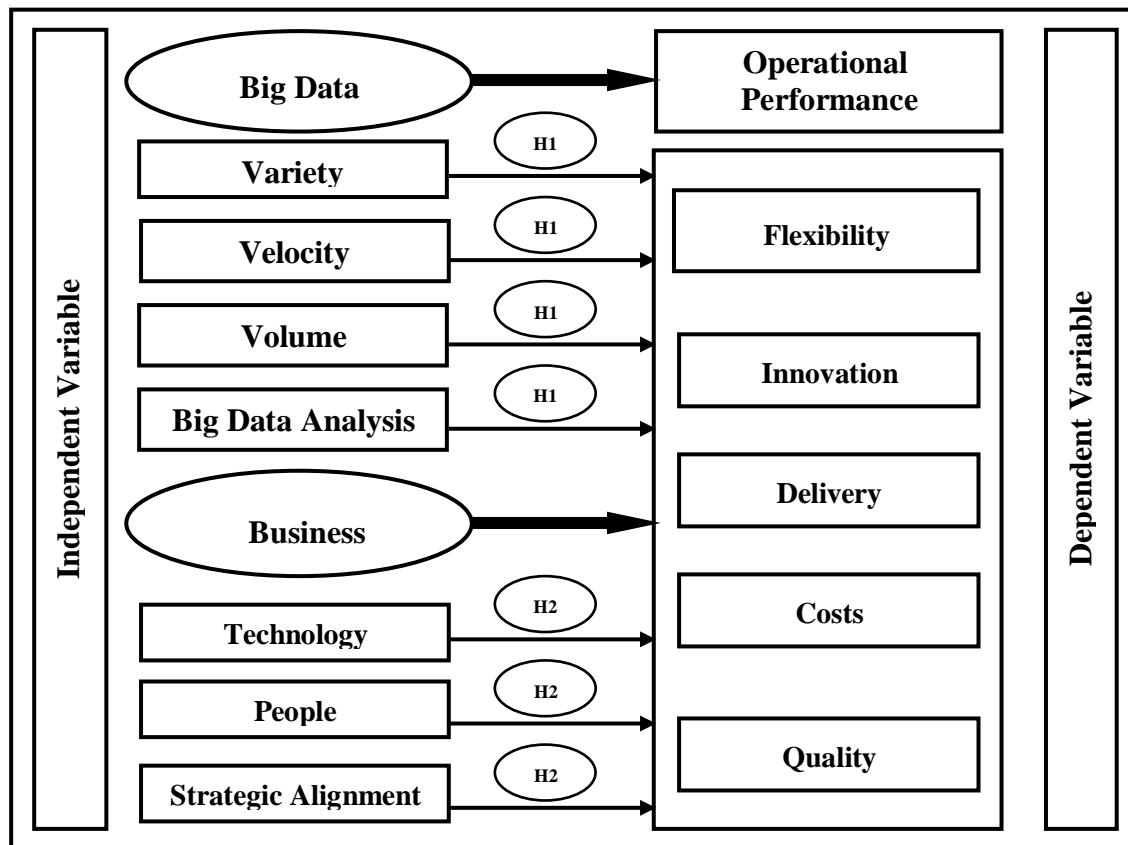 Independent Variable
Big Data
Operational
Performance
H1
Variety
H1
Velocity
Flexibility
H1
Volume
Innovation
H1
Big Data Analysis
Delivery
Business
H2
Technology
Costs
H2
People
H2
Quality
Strategic Alignment
Dependent Variable